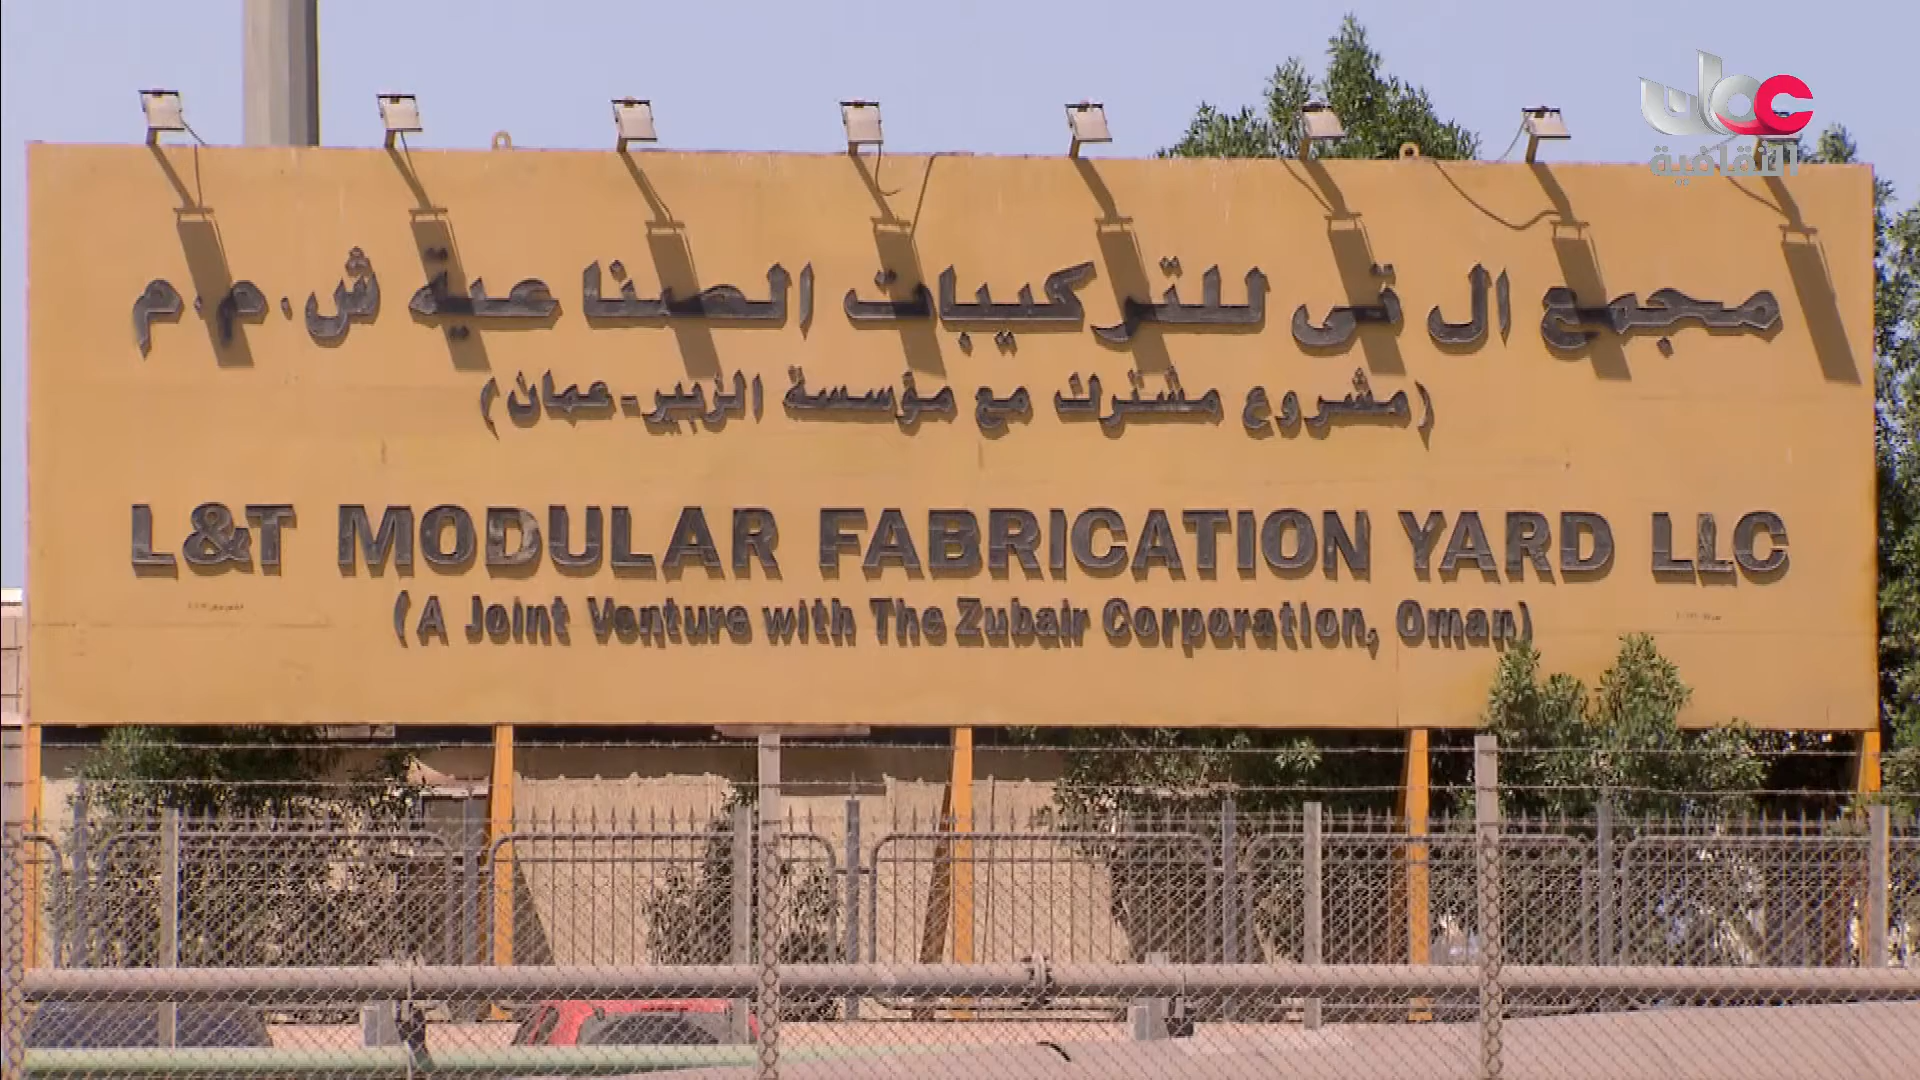 عمان
الثقافية
مجمع ال تى للتركيبات الصناعية ش.م.م
(مشروع مشترك مع مؤسسة الزبير-عمان)
L&T MODULAR FABRICATION YARD LLC
(A Joint Venture with The Zubair Corporation, Oman)